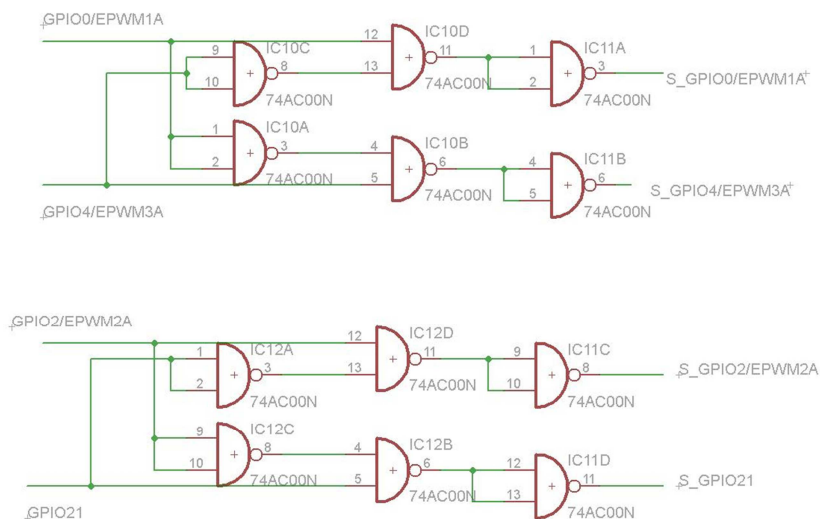 GPIO0/EPWM1A
12
IC10D
11
13
74AC00N
9
IC10C
8
10
74AC00N
1
IC11A
3
2
74AC00N
S_GPIO0/EPWM1A
1
IC10A
3
2
74AC00N
4
IC10B
6
5
74AC00N
4
IC11B
6
5
74AC00N
S_GPIO4/EPWM3A
GPIO4/EPWM3A
GPIO2/EPWM2A
12
IC12D
11
13
74AC00N
1
IC12A
3
2
74AC00N
9
IC11C
8
10
74AC00N
S_GPIO2/EPWM2A
9
IC12C
8
10
74AC00N
4
IC12B
6
5
74AC00N
12
IC11D
11
13
74AC00N
S_GPIO21
GPIO21